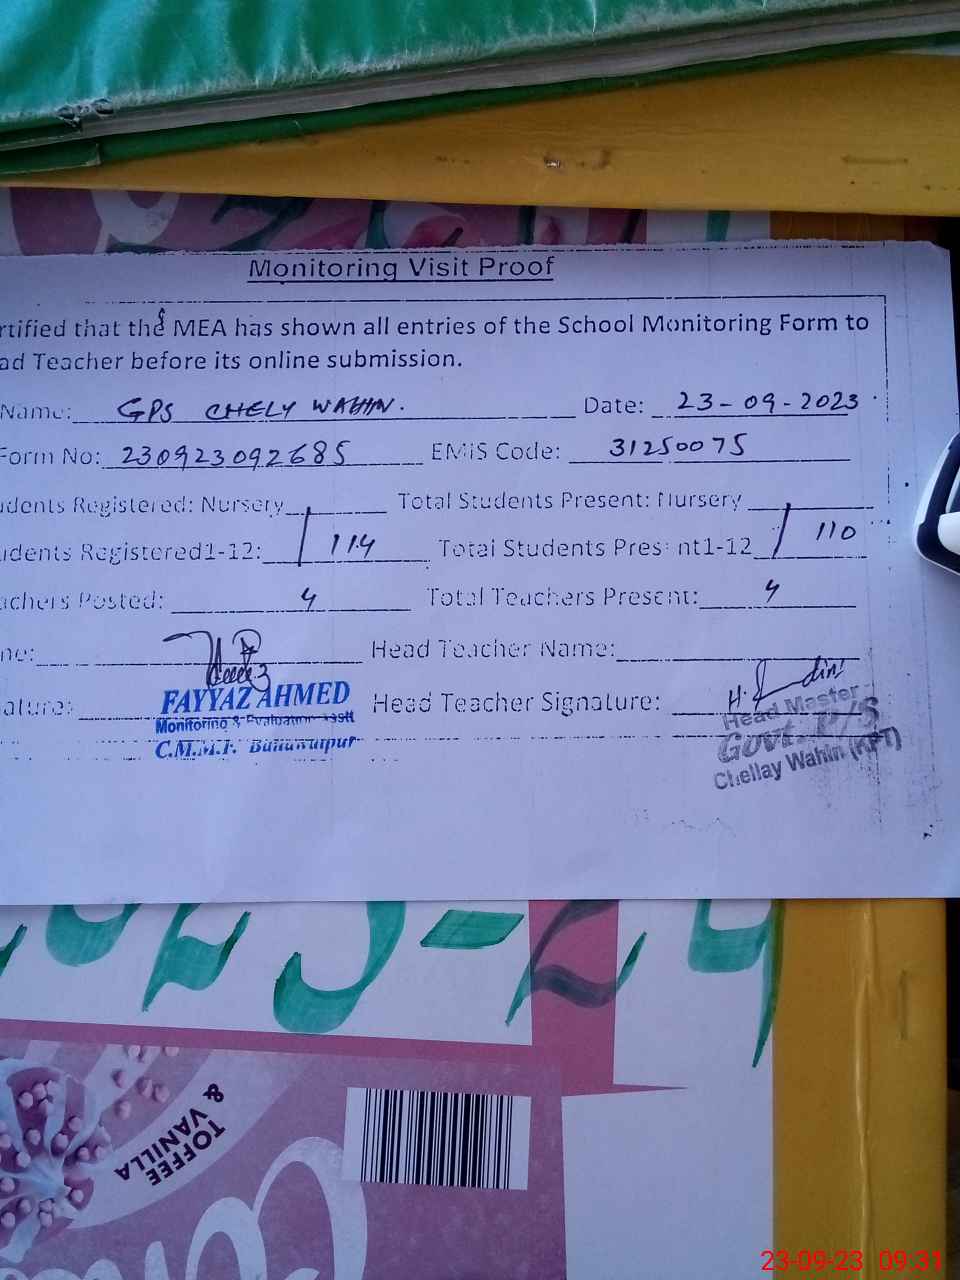 Monitoring Visit Proof
rtified that the MEA has shown all entries of the School Monitoring Form to
ad Teacher before its online submission.
Name: GPS CHELY WAHIN. Date: 23-09-2023
Form No: 230923092685 EMIS Code: 31250075
udents Registered: Nursery Total Students Present: Nursery
udents Registered1-12: 114 Total Students Present1-12 110
achers Posted: 4 Total Teachers Present: 4
me: Head Teacher Name:
ature: Head Teacher Signature:
FAYYAZ AHMED
Monitoring & Evaluation Asstt
C.M.M.F. Bahawalpur
Head Master
Govt. P/S
Chellay Wahin (KPT)
2023-24
TOFFEE
& VANILLA
23-09-23 09:31